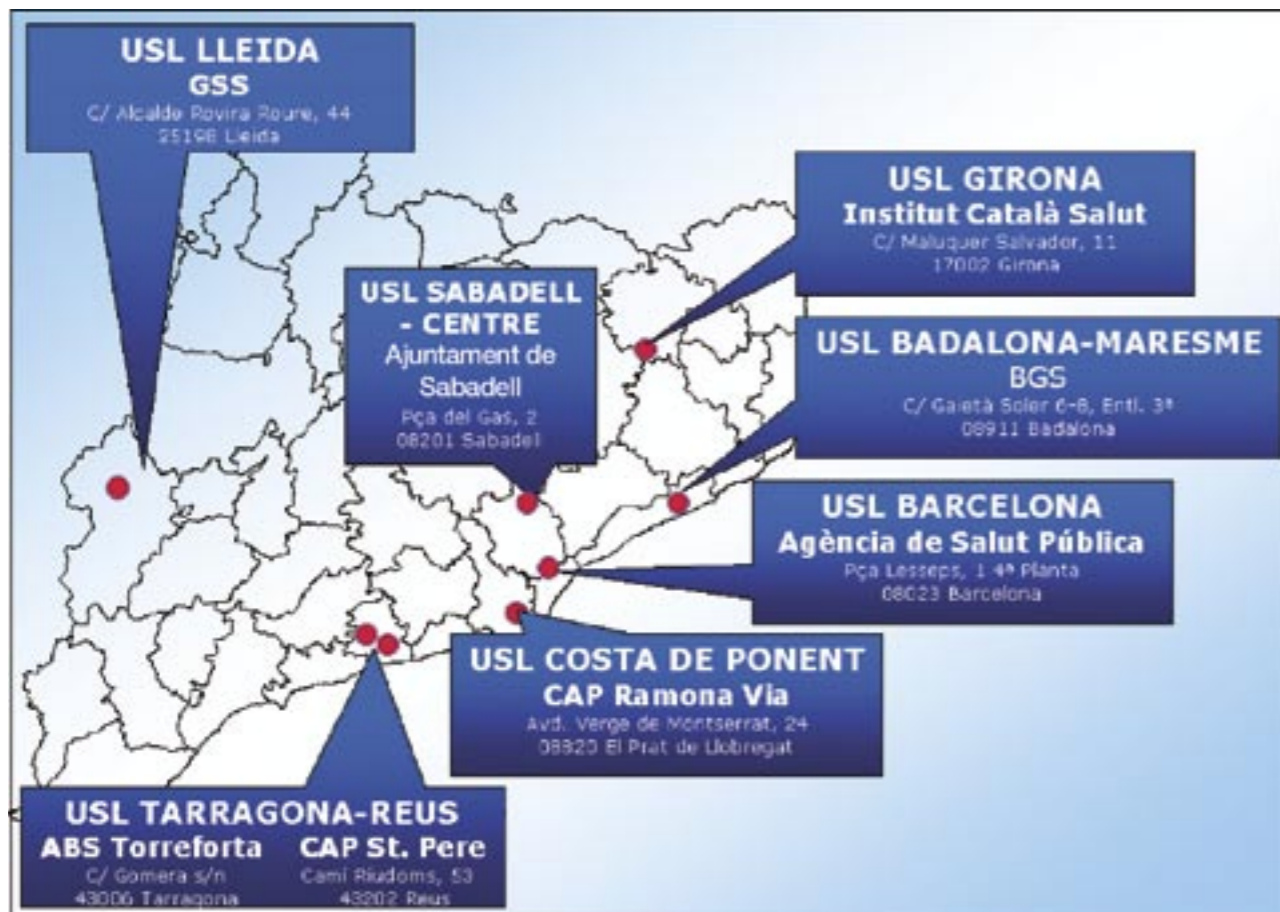 USL LLEIDA
GSS
C/ Alcalde Rovira Roure, 44
25198 Lleida
USL GIRONA
Institut Català Salut
C/ Maluquer Salvador, 11
17002 Girona
USL SABADELL
- CENTRE
Ajuntament de
Sabadell
Pça del Gas, 2
08201 Sabadell
USL BADALONA-MARESME
BGS
C/ Gaietà Soler 6-8, Entl. 3ª
08911 Badalona
USL BARCELONA
Agència de Salut Pública
Pça Lesseps, 1 4ª Planta
08023 Barcelona
USL COSTA DE PONENT
CAP Ramona Via
Avd. Verge de Montserrat, 24
08820 El Prat de Llobregat
USL TARRAGONA-REUS
ABS Torreforta
C/ Gomera s/n
43006 Tarragona
CAP St. Pere
Camí Riudoms, 53
43202 Reus